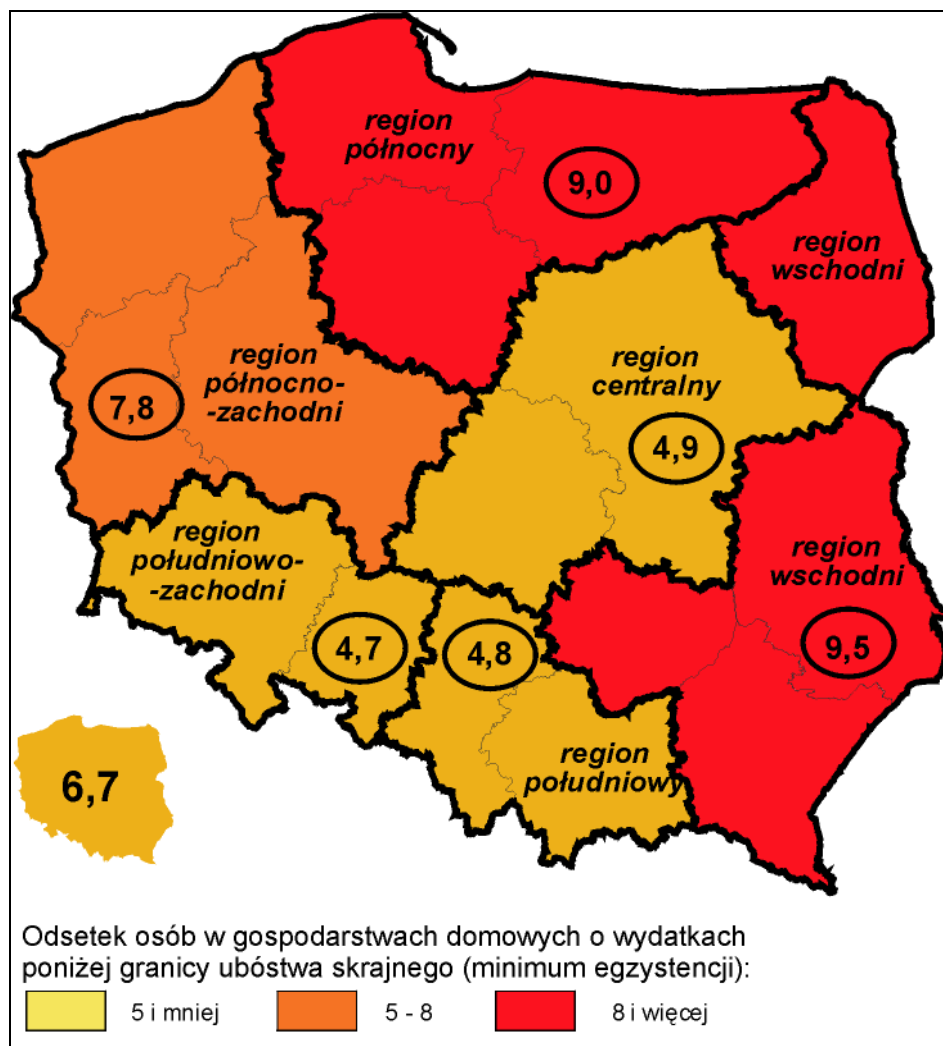 region
północny
9,0
region
wschodni
region
północno-
-zachodni
7,8
region
centralny
4,9
region
południowo-
-zachodni
region
wschodni
9,5
4,7
4,8
region
południowy
6,7
Odsetek osób w gospodarstwach domowych o wydatkach
poniżej granicy ubóstwa skrajnego (minimum egzystencji):
5 i mniej 5 - 8 8 i więcej